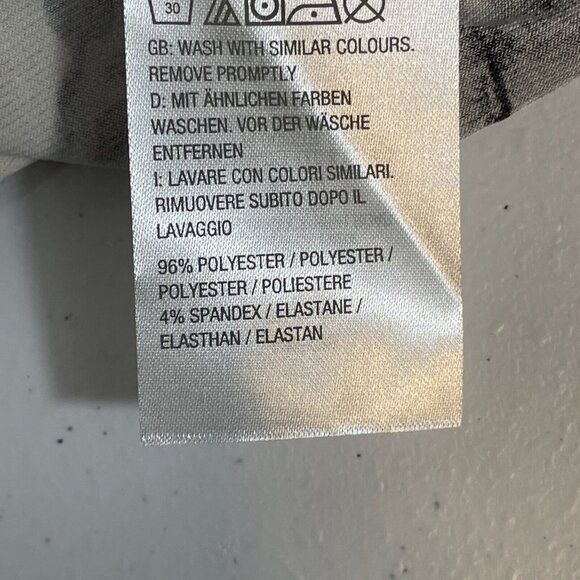 30
GB: WASH WITH SIMILAR COLOURS.
REMOVE PROMPTLY
D: MIT ÄHNLICHEN FARBEN
WASCHEN. VOR DER WÄSCHE
ENTFERNEN
I: LAVARE CON COLORI SIMILARI.
RIMUOVERE SUBITO DOPO IL
LAVAGGIO
96% POLYESTER / POLYESTER /
POLYESTER / POLIESTERE
4% SPANDEX / ELASTANE /
ELASTHAN / ELASTAN